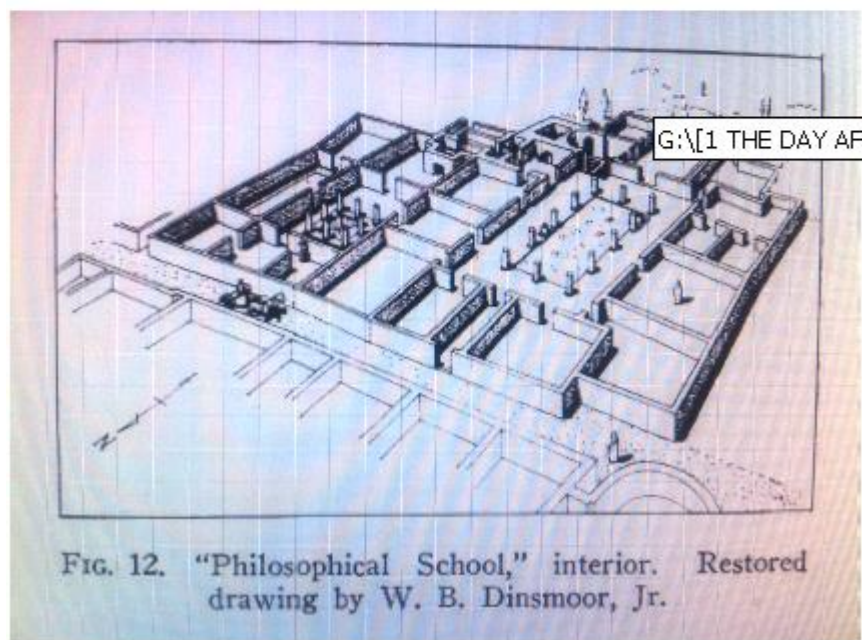 G:\[1 THE DAY AF
N
FIG. 12. "Philosophical School," interior. Restored
drawing by W. B. Dinsmoor, Jr.